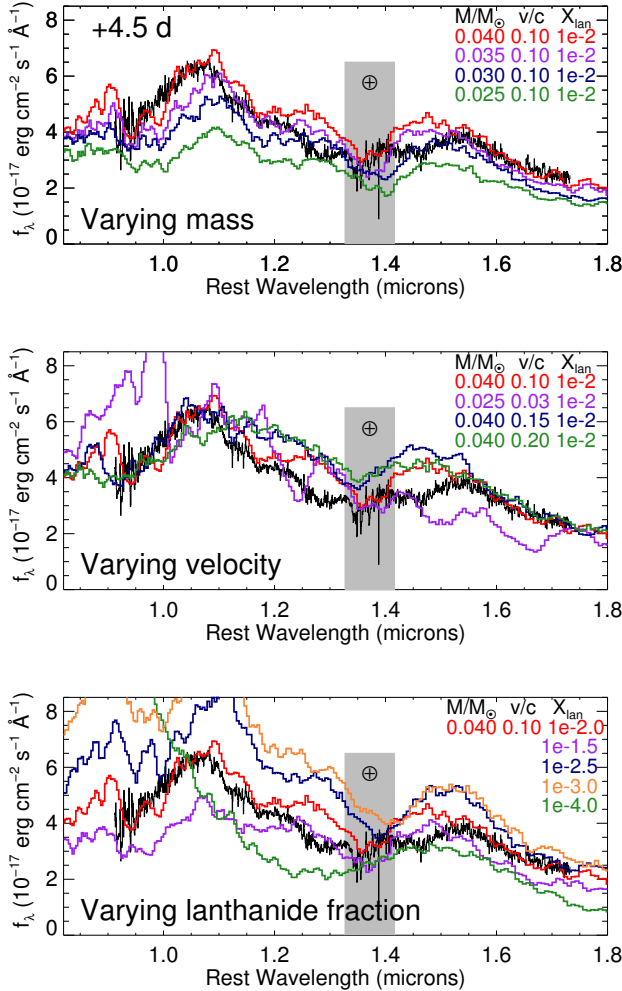 +4.5 d
M/M☉ v/c X_lan
0.040 0.10 1e-2
0.035 0.10 1e-2
0.030 0.10 1e-2
0.025 0.10 1e-2
⊕
f_λ (10⁻¹⁷ erg cm⁻² s⁻¹ Å⁻¹)
8
6
4
2
0
Varying mass
1.0 1.2 1.4 1.6 1.8
Rest Wavelength (microns)
M/M☉ v/c X_lan
0.040 0.10 1e-2
0.025 0.03 1e-2
0.040 0.15 1e-2
0.040 0.20 1e-2
⊕
f_λ (10⁻¹⁷ erg cm⁻² s⁻¹ Å⁻¹)
8
6
4
2
0
Varying velocity
1.0 1.2 1.4 1.6 1.8
Rest Wavelength (microns)
M/M☉ v/c X_lan
0.040 0.10 1e-2.0
1e-1.5
1e-2.5
1e-3.0
1e-4.0
⊕
f_λ (10⁻¹⁷ erg cm⁻² s⁻¹ Å⁻¹)
8
6
4
2
0
Varying lanthanide fraction
1.0 1.2 1.4 1.6 1.8
Rest Wavelength (microns)